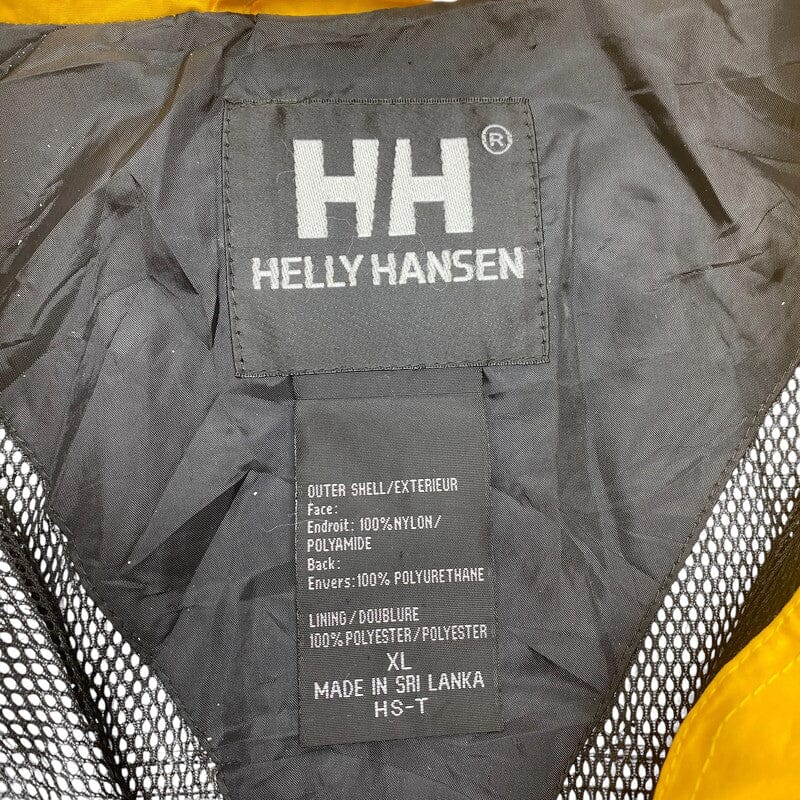 HH®
HELLY HANSEN
OUTER SHELL/EXTERIEUR
Face:
Endroit: 100%NYLON/
POLYAMIDE
Back:
Envers:100% POLYURETHANE
LINING/DOUBLURE
100%POLYESTER/POLYESTER
XL
MADE IN SRI LANKA
HS-T